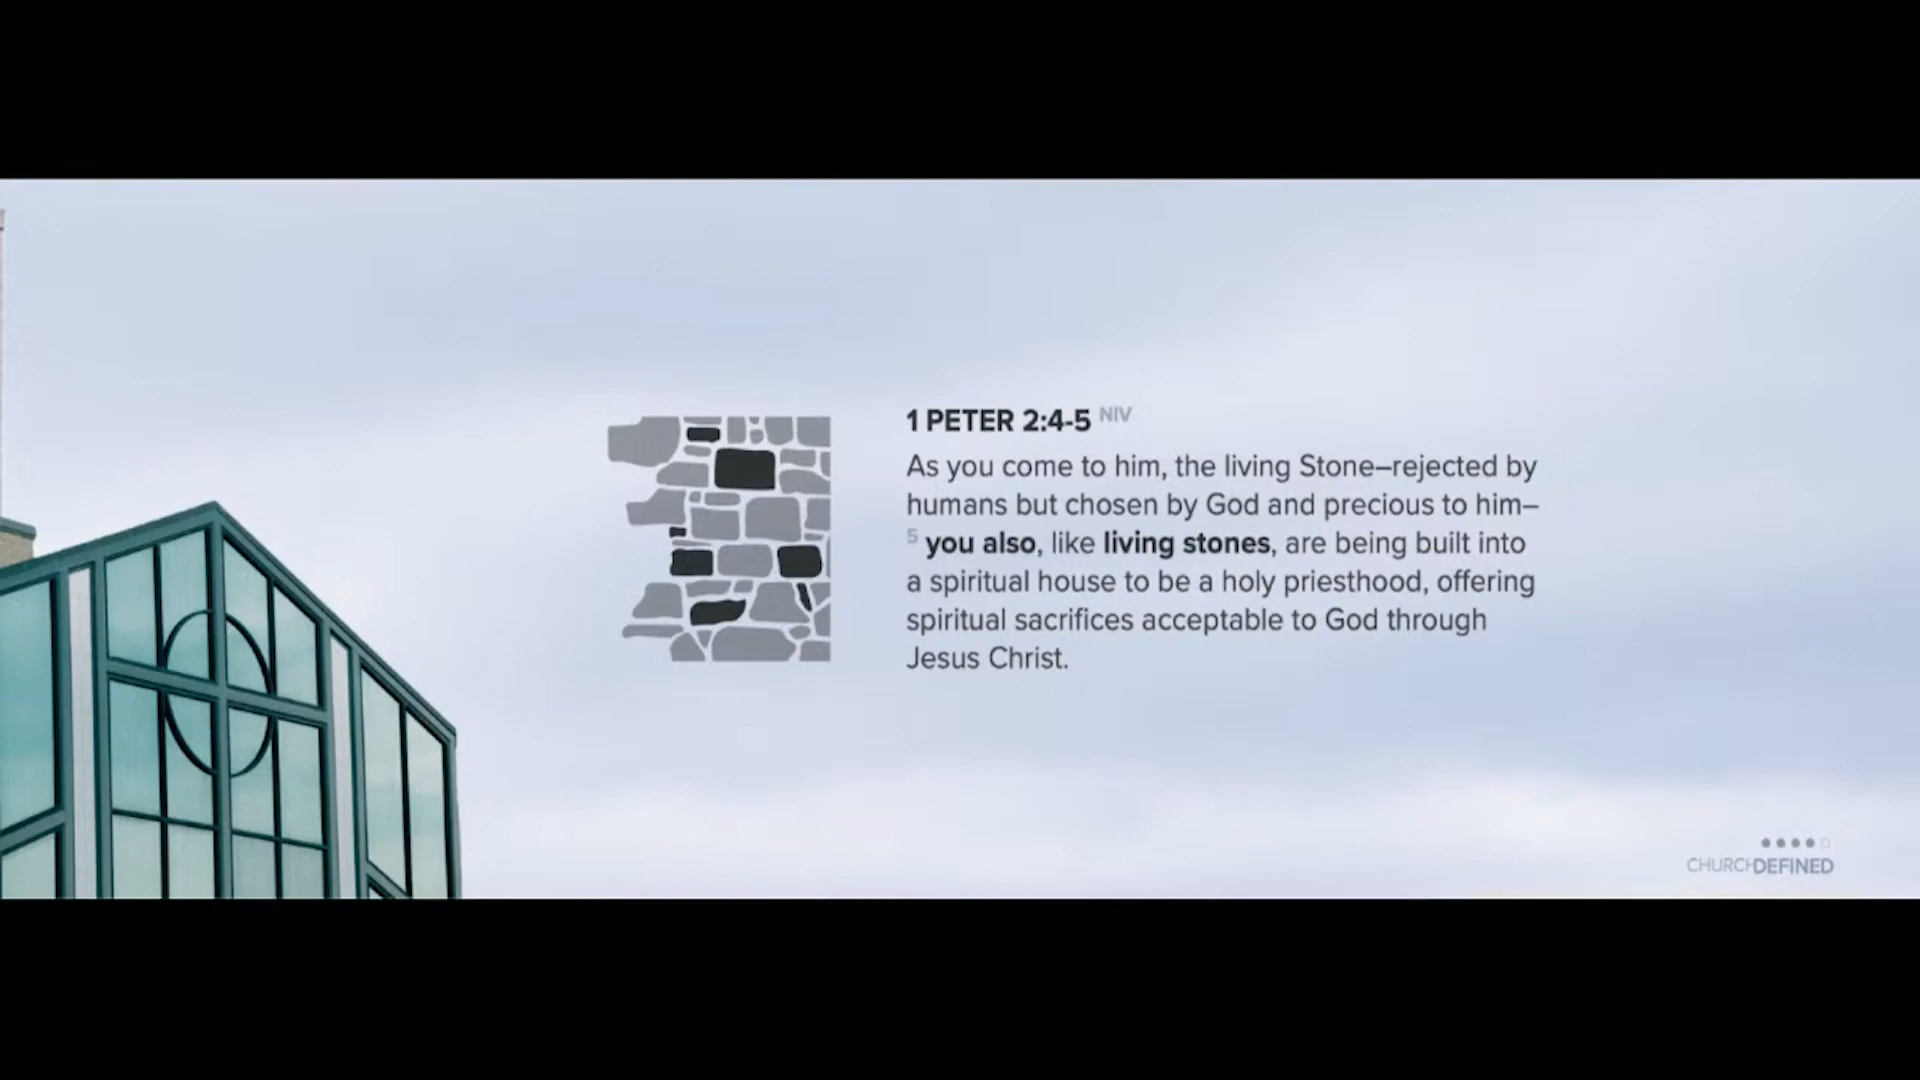 1 PETER 2:4-5 NIV
As you come to him, the living Stone–rejected by
humans but chosen by God and precious to him–
5 you also, like living stones, are being built into
a spiritual house to be a holy priesthood, offering
spiritual sacrifices acceptable to God through
Jesus Christ.
CHURCHDEFINED